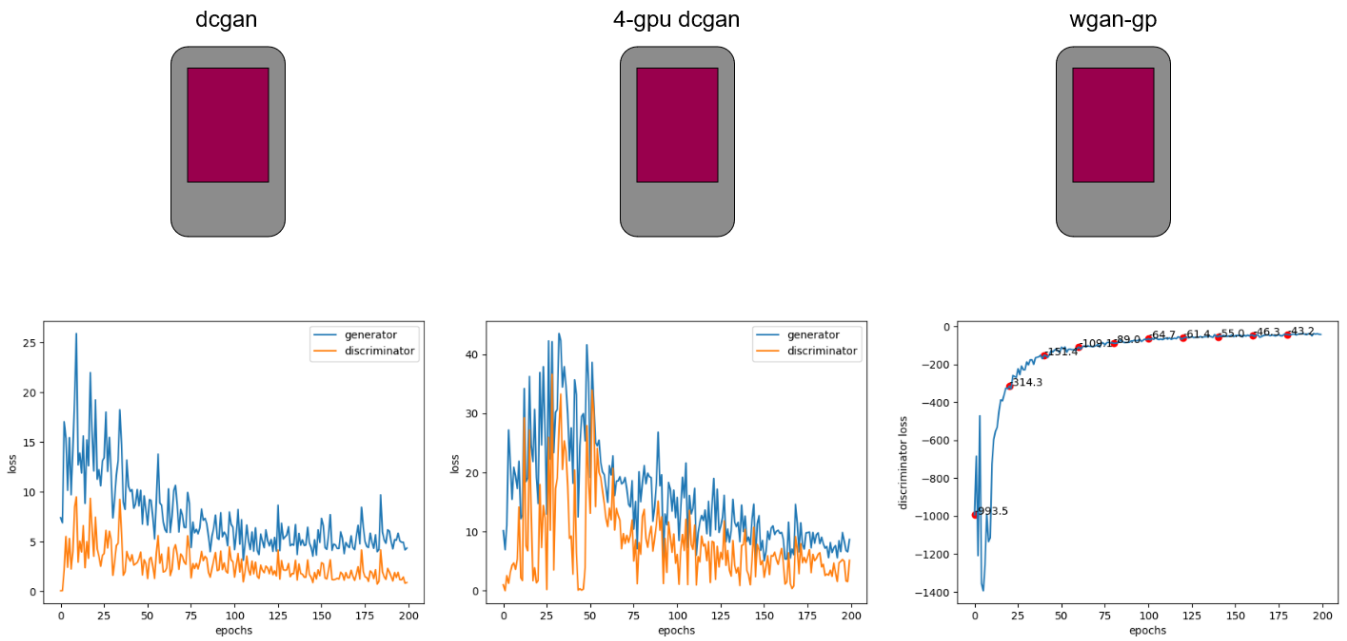 dcgan
4-gpu dcgan
wgan-gp
generator
discriminator
25
20
15
10
5
0
loss
0 25 50 75 100 125 150 175 200
epochs
generator
discriminator
40
30
20
10
0
loss
0 25 50 75 100 125 150 175 200
epochs
0
−200
−400
−600
−800
−1000
−1200
−1400
discriminator loss
-993.5
-314.3
-151.4
-109.1
-89.0
-64.7
-61.4
-55.0
-46.3
-43.2
0 25 50 75 100 125 150 175 200
epochs